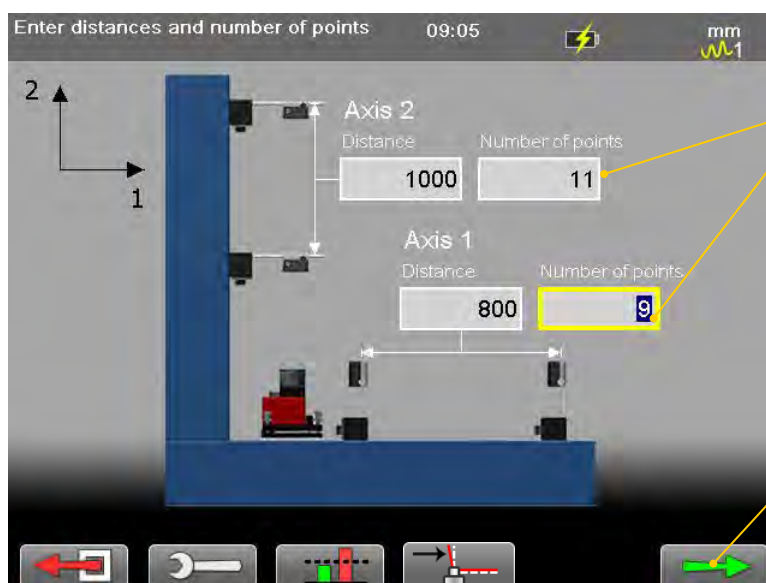 Enter distances and number of points 09:05 mm
1
2
1
Axis 2
Distance Number of points
1000 11
Axis 1
Distance Number of points
800 9